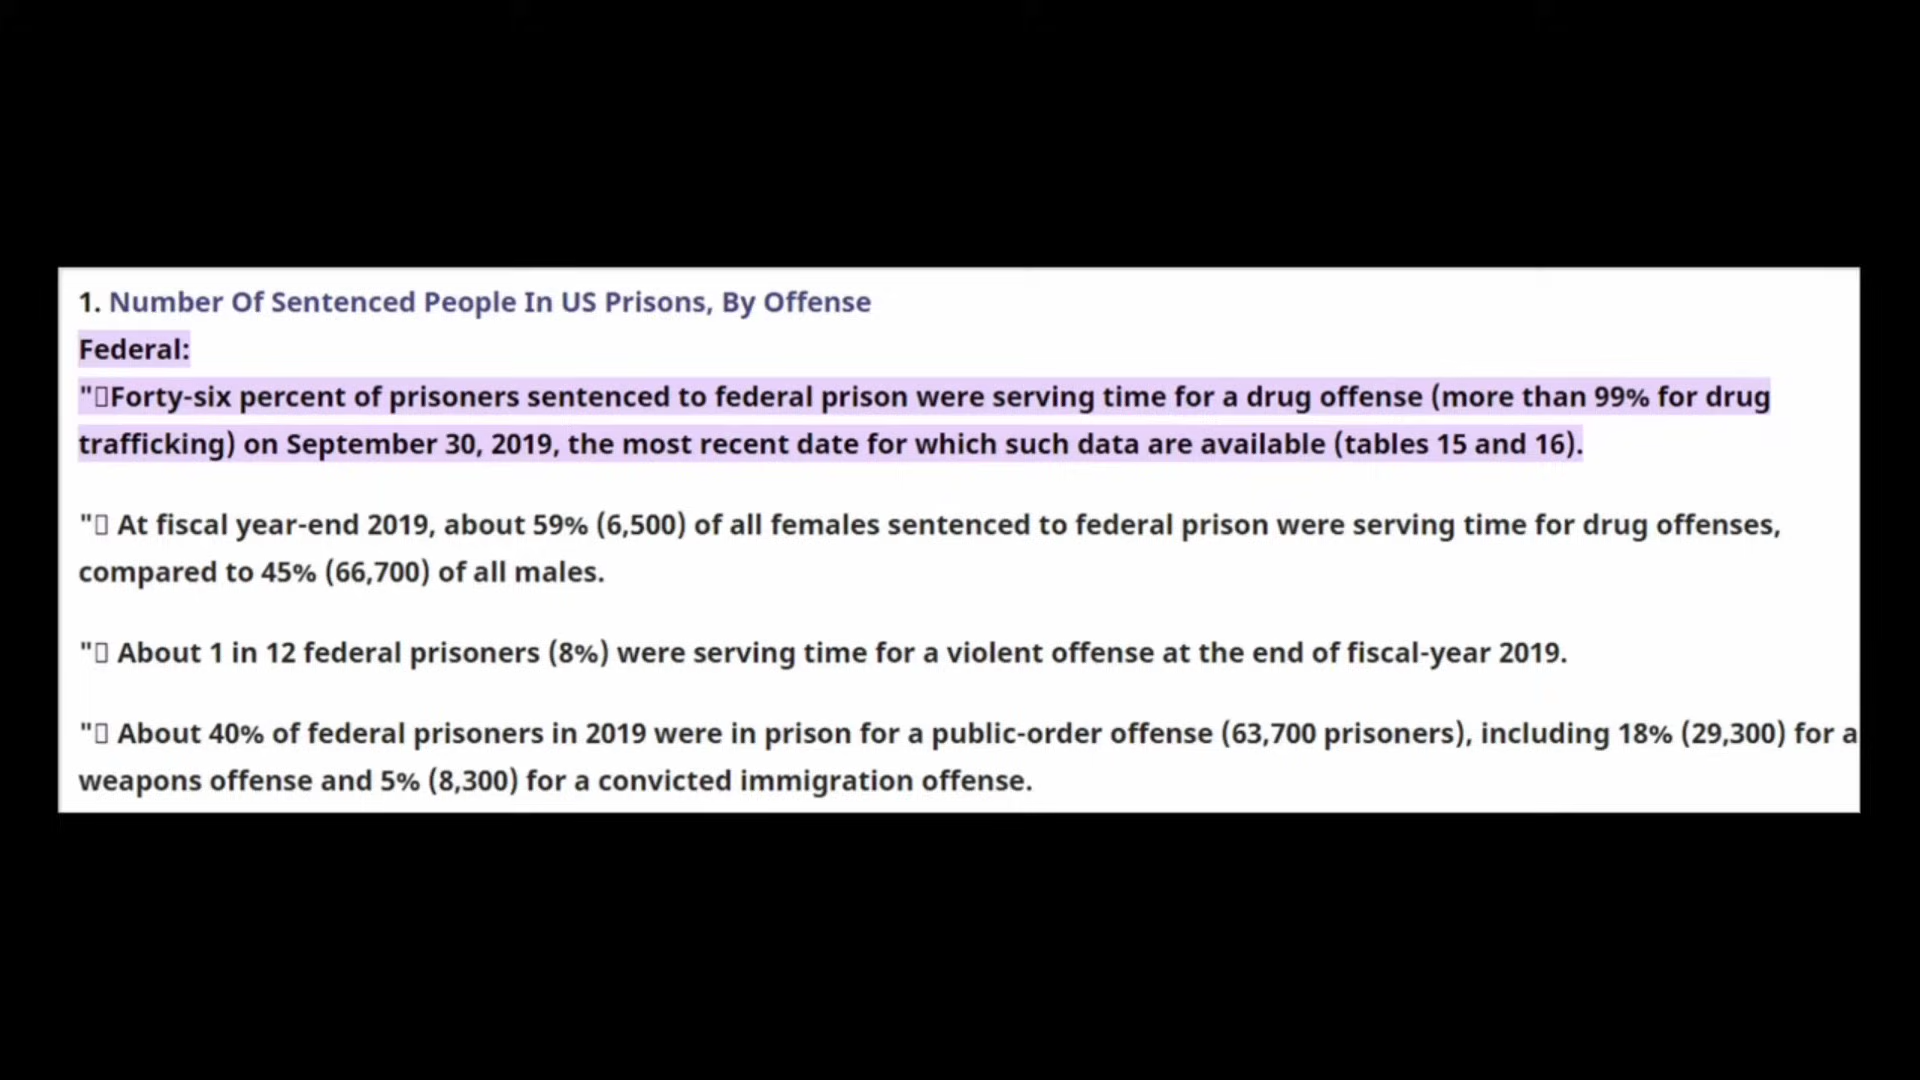 1. Number Of Sentenced People In US Prisons, By Offense
Federal:
"▯Forty-six percent of prisoners sentenced to federal prison were serving time for a drug offense (more than 99% for drug
trafficking) on September 30, 2019, the most recent date for which such data are available (tables 15 and 16).
"▯ At fiscal year-end 2019, about 59% (6,500) of all females sentenced to federal prison were serving time for drug offenses,
compared to 45% (66,700) of all males.
"▯ About 1 in 12 federal prisoners (8%) were serving time for a violent offense at the end of fiscal-year 2019.
"▯ About 40% of federal prisoners in 2019 were in prison for a public-order offense (63,700 prisoners), including 18% (29,300) for a
weapons offense and 5% (8,300) for a convicted immigration offense.